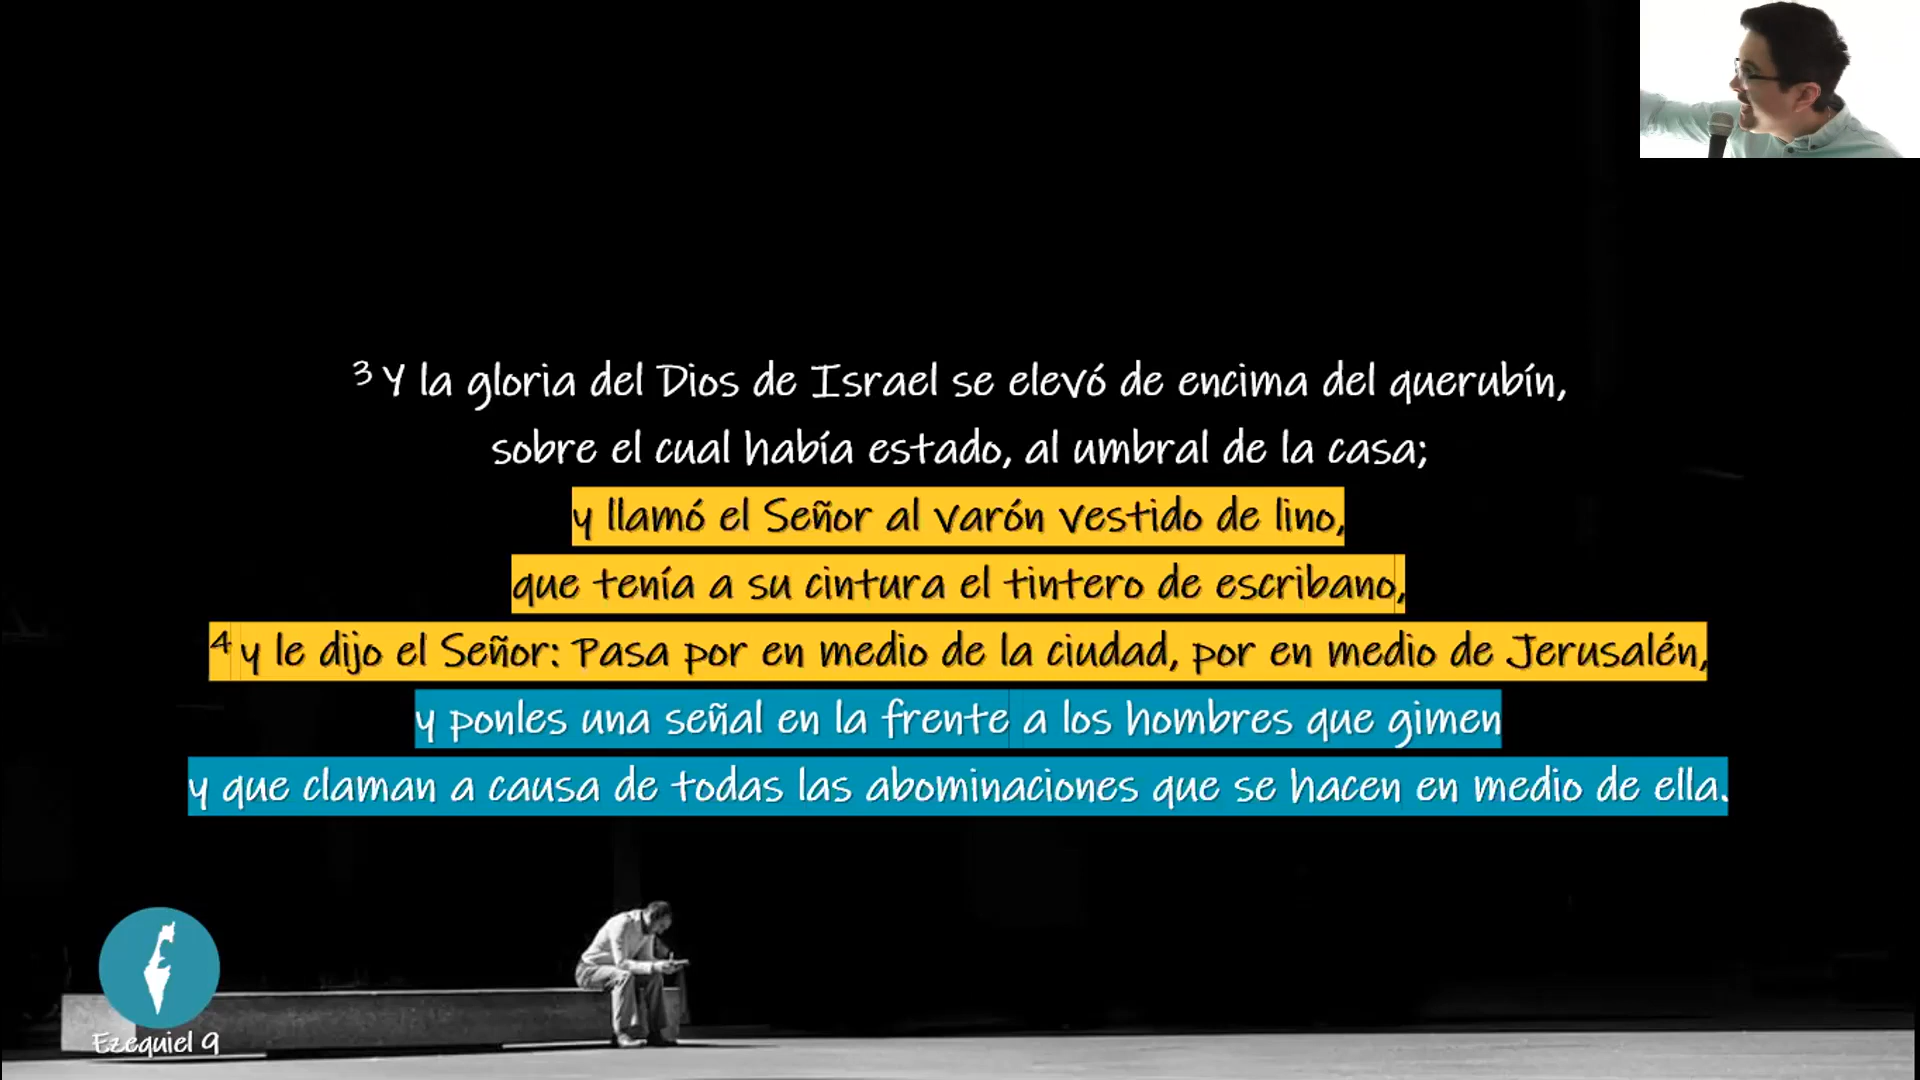 ³ Y la gloria del Dios de Israel se elevó de encima del querubín,
sobre el cual había estado, al umbral de la casa;
y llamó el Señor al varón vestido de lino,
que tenía a su cintura el tintero de escribano,
⁴ y le dijo el Señor: Pasa por en medio de la ciudad, por en medio de Jerusalén,
y ponles una señal en la frente a los hombres que gimen
y que claman a causa de todas las abominaciones que se hacen en medio de ella.
Ezequiel 9